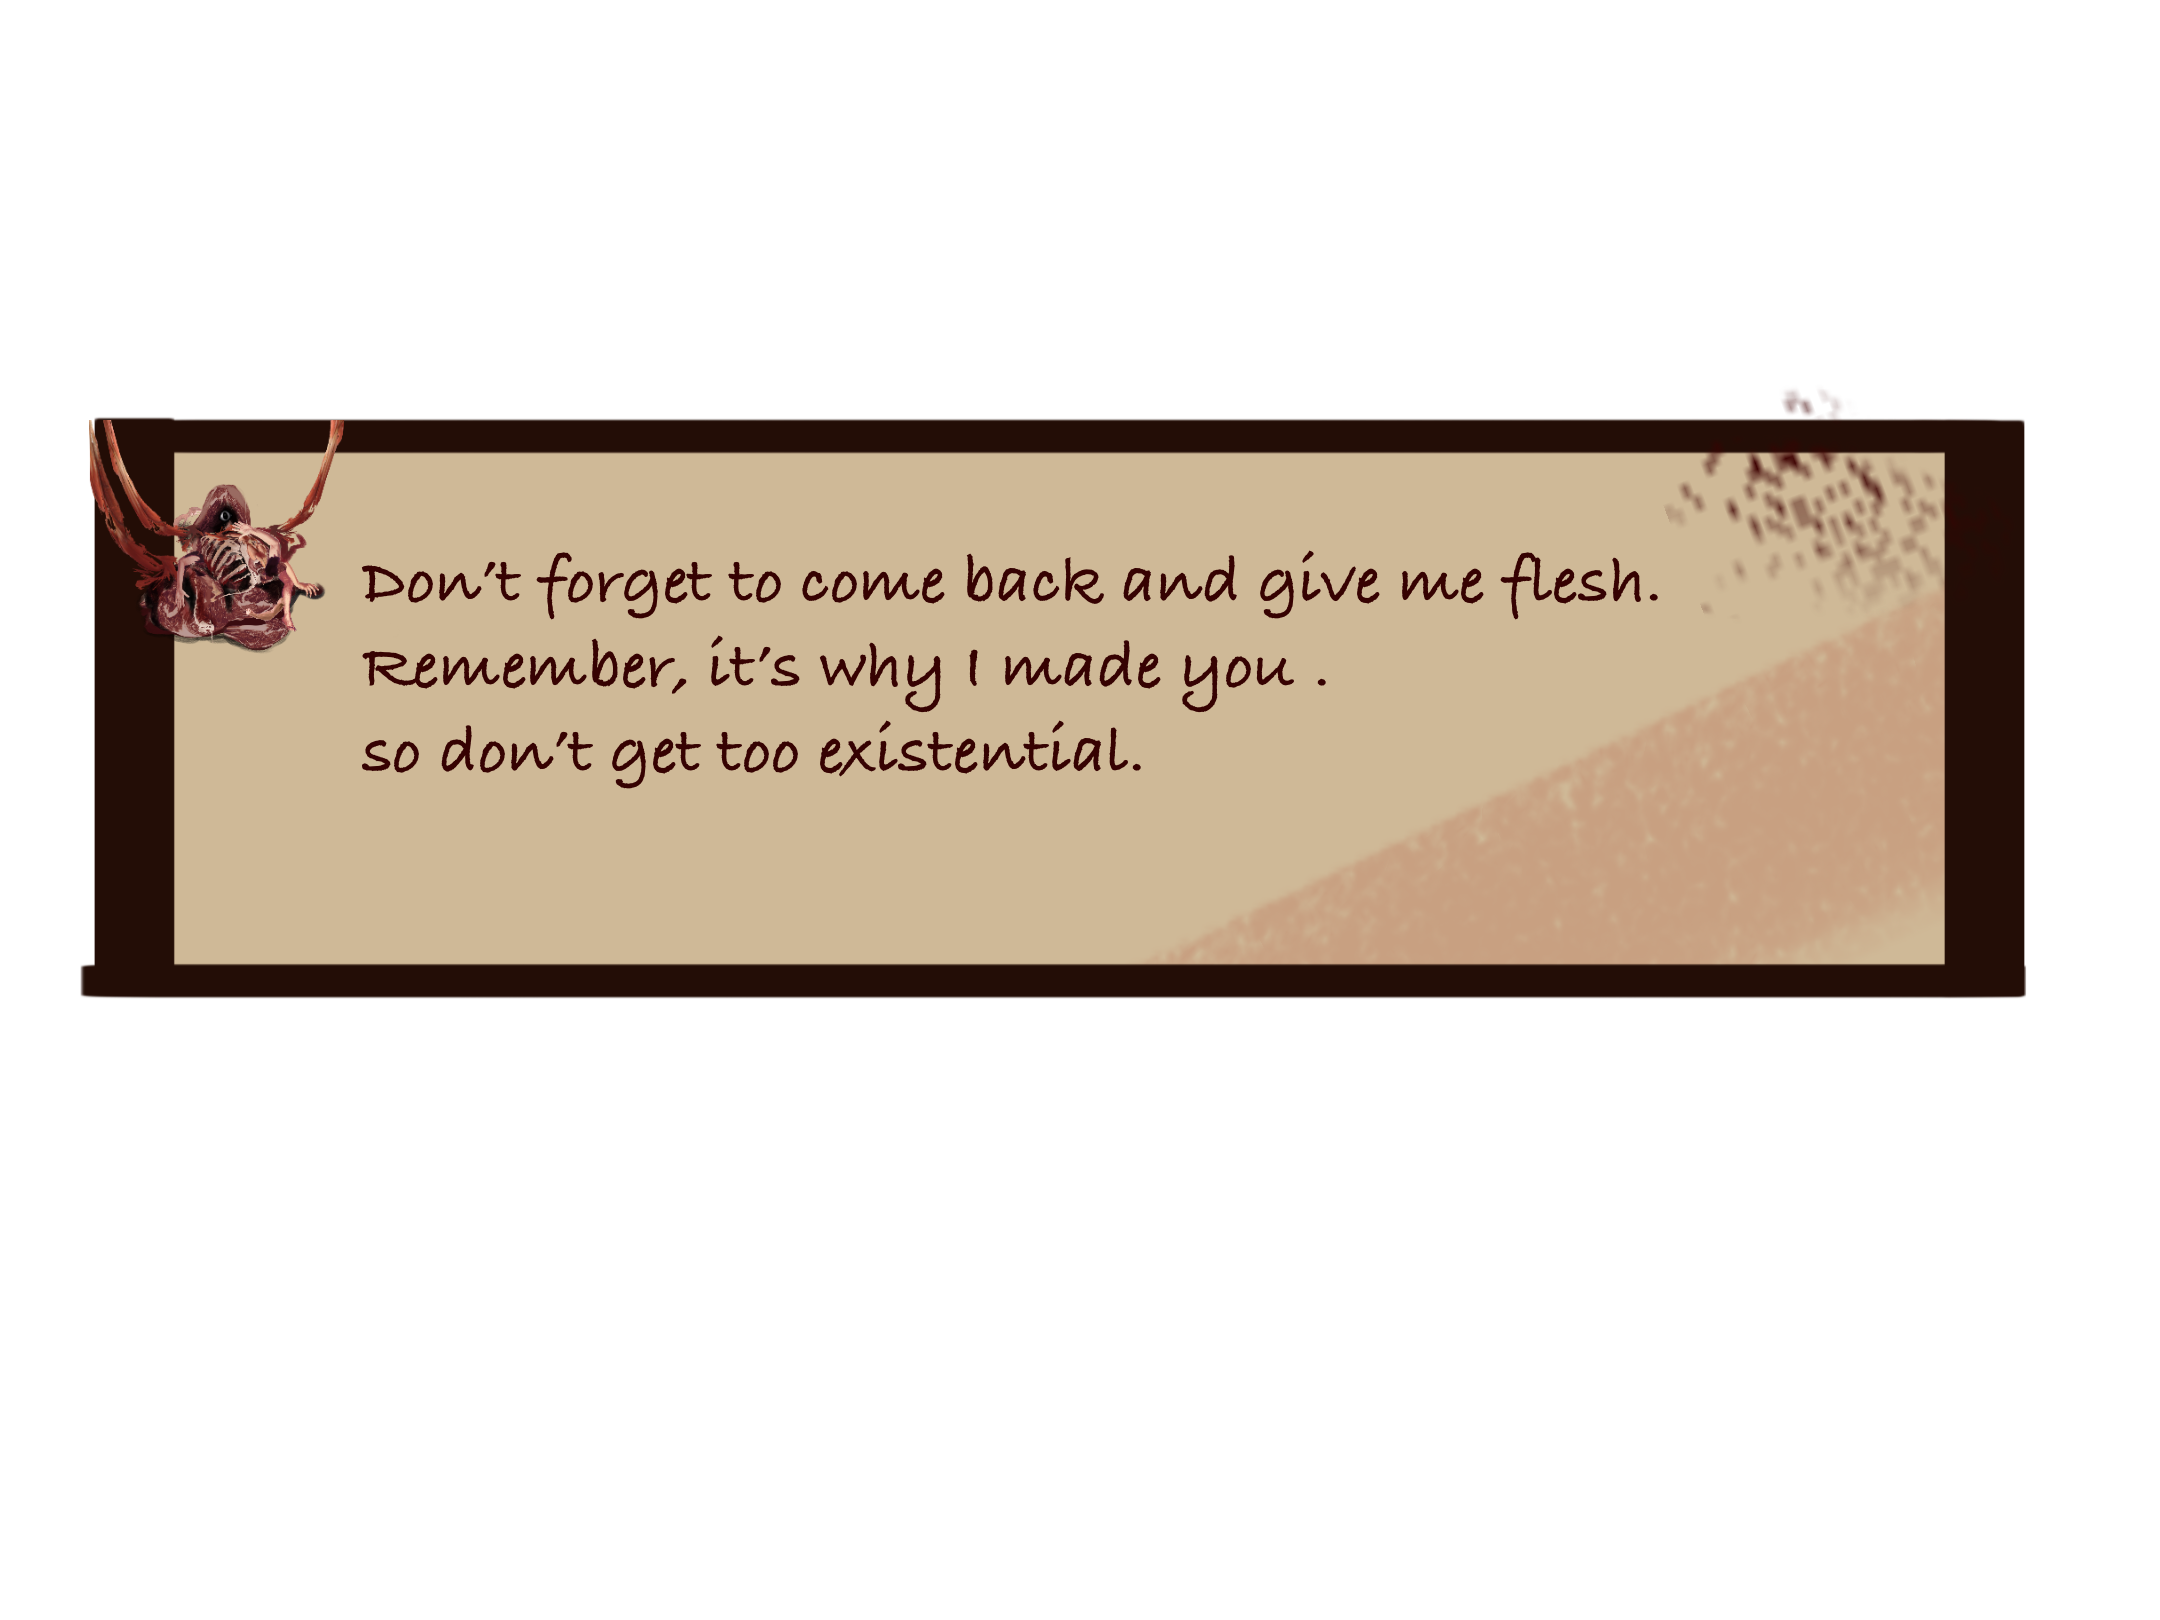 Don't forget to come back and give me flesh.
Remember, it's why I made you .
so don't get too existential.